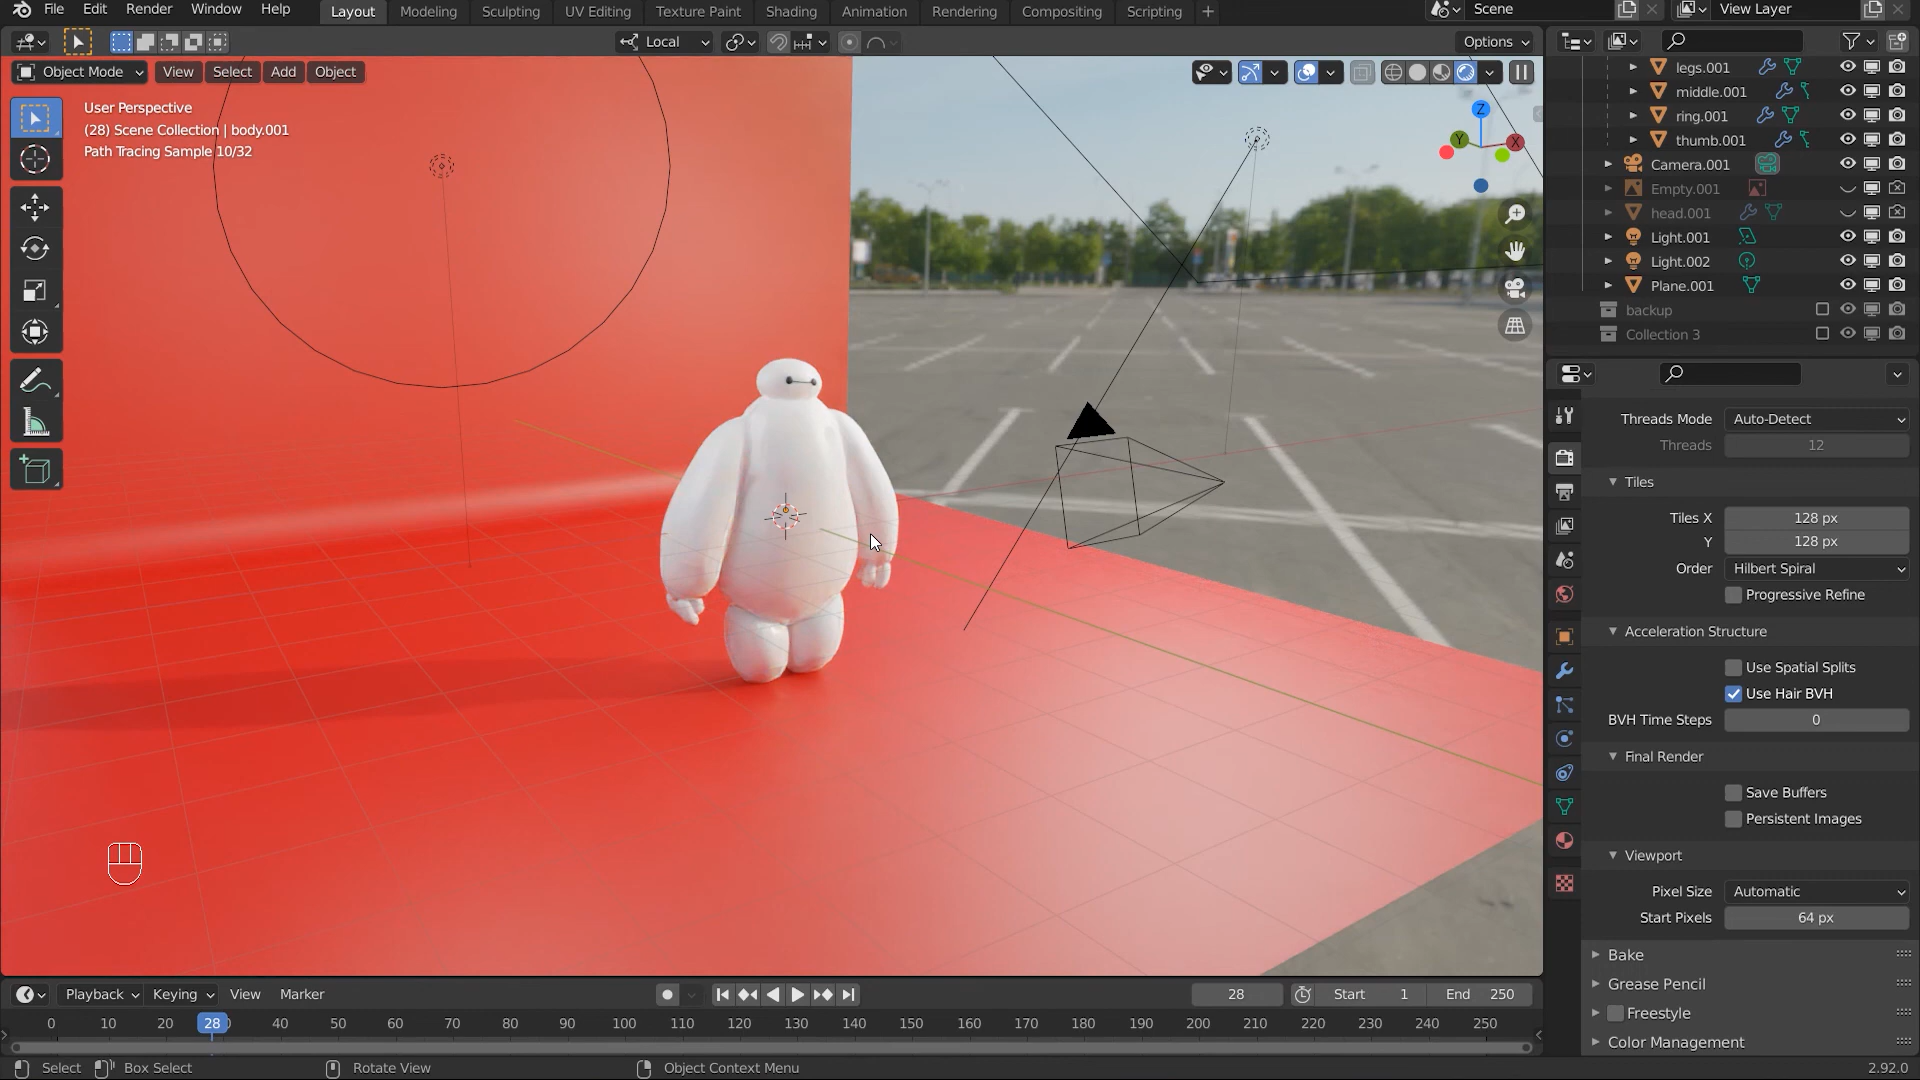 File Edit Render Window Help
Layout Modeling Sculpting UV Editing Texture Paint Shading Animation Rendering Compositing Scripting +
Scene
View Layer
Local
Options
Object Mode View Select Add Object
User Perspective
(28) Scene Collection | body.001
Path Tracing Sample 10/32
Z
Y
X
legs.001
middle.001
ring.001
thumb.001
Camera.001
Empty.001
head.001
Light.001
Light.002
Plane.001
backup
Collection 3
Threads Mode Auto-Detect
Threads 12
Tiles
Tiles X 128 px
Y 128 px
Order Hilbert Spiral
Progressive Refine
Acceleration Structure
Use Spatial Splits
Use Hair BVH
BVH Time Steps 0
Final Render
Save Buffers
Persistent Images
Viewport
Pixel Size Automatic
Start Pixels 64 px
Bake
Grease Pencil
Freestyle
Color Management
Playback Keying View Marker
28 Start 1 End 250
0 10 20 28 40 50 60 70 80 90 100 110 120 130 140 150 160 170 180 190 200 210 220 230 240 250
Select Box Select Rotate View Object Context Menu 2.92.0